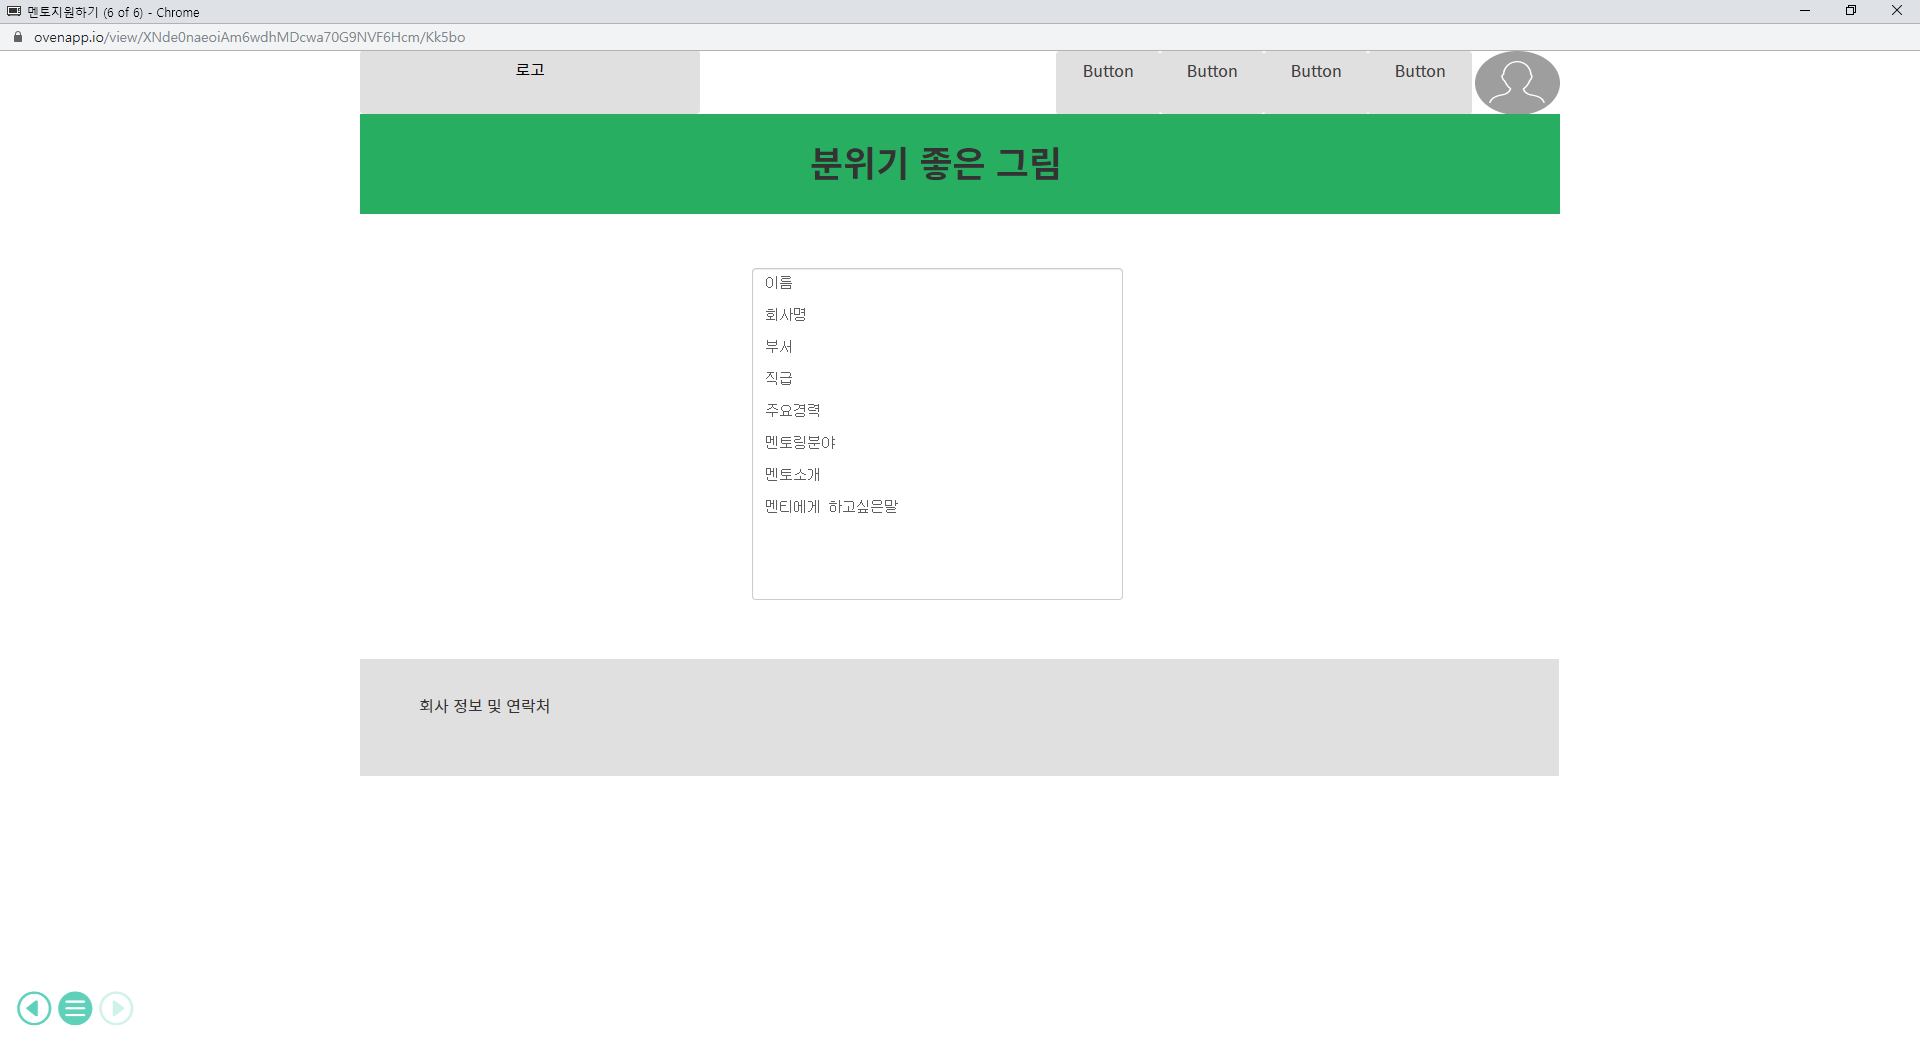 멘토지원하기 (6 of 6) - Chrome
ovenapp.io/view/XNde0naeoiAm6wdhMDcwa70G9NVF6Hcm/Kk5bo
로고 Button Button Button Button
분위기 좋은 그림
이름
회사명
부서
직급
주요경력
멘토링분야
멘토소개
멘티에게 하고싶은말
회사 정보 및 연락처